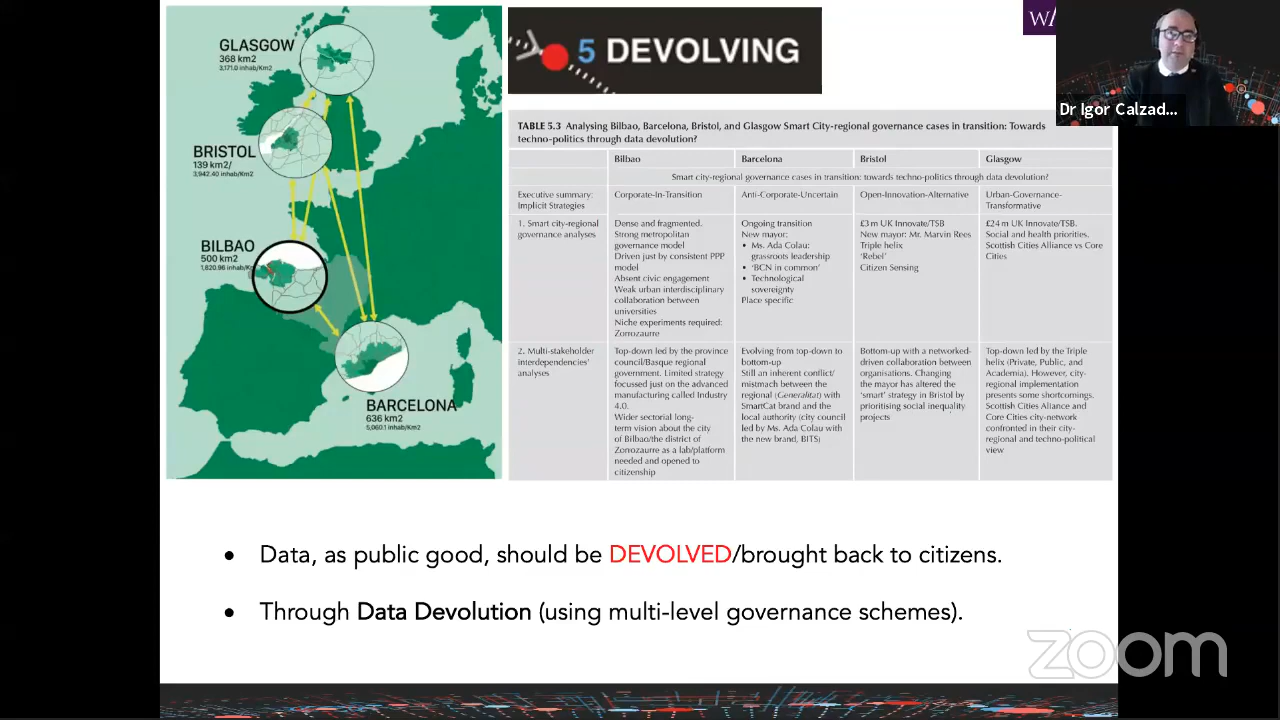 GLASGOW
368 km2
3,171.0 inhab/Km2
BRISTOL
139 km2/
3,942.40 inhab/Km2
BILBAO
500 km2
1,820.96 inhab/K
BARCELONA
636 km2
5,060.1 inhab/Km2
5 DEVOLVING
Dr Igor Calzad...
TABLE 5.3 Analysing Bilbao, Barcelona, Bristol, and Glasgow Smart City-regional governance cases in transition: Towards
techno-politics through data devolution?
Bilbao
Barcelona
Bristol
Glasgow
Smart city-regional governance cases in transition: towards techno-politics through data devolution?
Executive summary:
Implicit Strategies
Corporate-In-Transition
Anti-Corporate-Uncertain
Open-Innovation-Alternative
Urban-Governance-
Transformative
1. Smart city-regional
governance analyses
Dense and fragmented.
Strong metropolitan
governance model
Driven just by consistent PPP
model
Absent civic engagement
Weak urban interdisciplinary
collaboration between
universities
Niche experiments required:
Zorrozaurre
Ongoing transition
New mayor:
• Ms. Ada Colau:
grassroots leadership
• ‘BCN in common’
• Technological
sovereignty
Place specific
£3 m UK Innovate/TSB
New mayor: Mr. Marvin Rees
Triple helix
‘Rebel’
Citizen Sensing
£24 m UK Innovate/TSB.
Social and health priorities.
Scottish Cities Alliance vs Core
Cities
2. Multi-stakeholder
interdependencies’
analyses
Top-down led by the province
council/Basque regional
government. Limited strategy
focussed just on the advanced
manufacturing called Industry
4.0.
Wider sectorial long-
term vision about the city
of Bilbao/the district of
Zorrozaurre as a lab/platform
needed and opened to
citizenship
Evolving from top-down to
bottom-up
Still an inherent conflict/
mistmach between the
regional (Generalitat) with
SmartCat brand and the
local authority (city council
led by Ms. Ada Colau with
the new brand, BITS)
Bottom-up with a networked-
driven collaboration between
organisations. Changing
the mayor has altered the
‘smart’ strategy in Bristol by
prioritising social inequality
projects
Top-down led by the Triple
helix (Private, Public, and
Academia). However, city-
regional implementation
presents some shortcomings.
Scottish Cities Alliance and
Core Cities city-network
confronted in their city-
regional and techno-political
view
• Data, as public good, should be DEVOLVED/brought back to citizens.
• Through Data Devolution (using multi-level governance schemes).
zoom